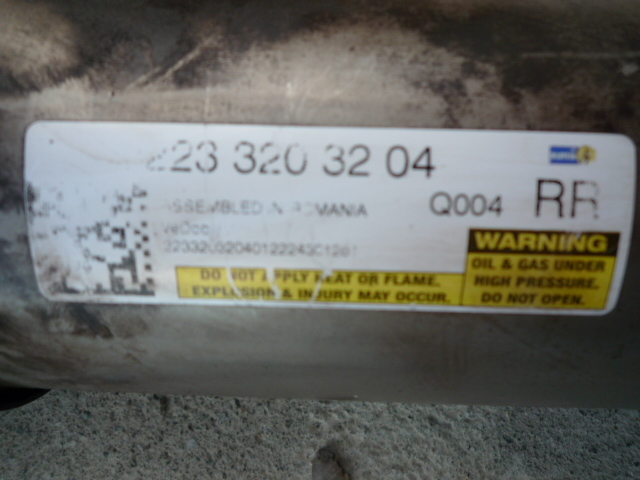 223 320 32 04
ASSEMBLED IN ROMANIA
Q004 RR
DO NOT APPLY HEAT OR FLAME.
EXPLOSION & INJURY MAY OCCUR.
WARNING
OIL & GAS UNDER
HIGH PRESSURE.
DO NOT OPEN.